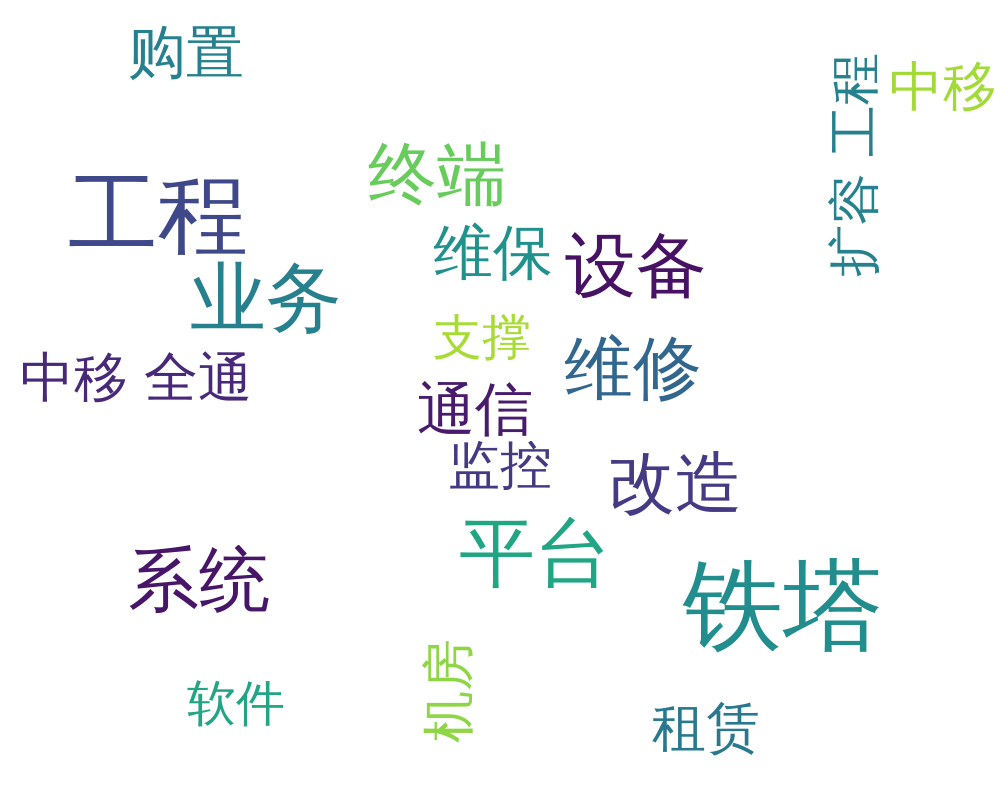 购置
中移
扩容 工程
终端
工程
维保
设备
业务
支撑
维修
中移 全通
通信
监控
改造
平台
系统
铁塔
机房
软件
租赁